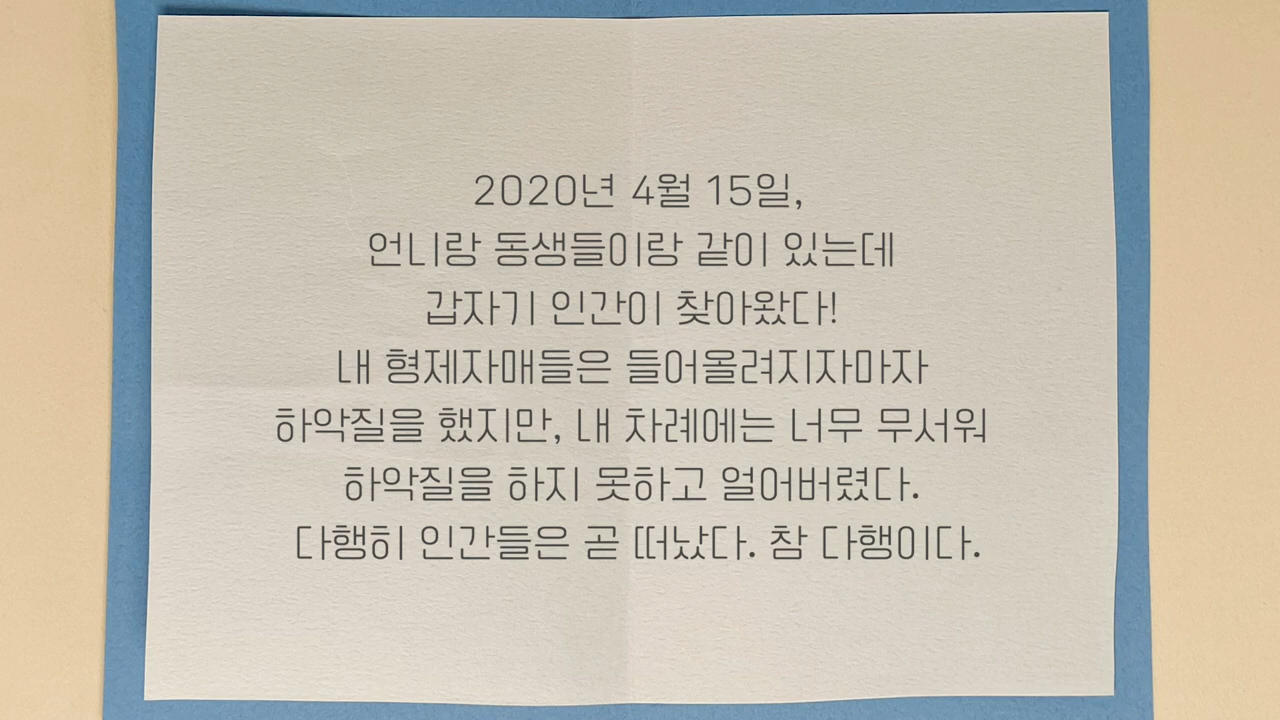 2020년 4월 15일,
언니랑 동생들이랑 같이 있는데
갑자기 인간이 찾아왔다!
내 형제자매들은 들어올려지자마자
하악질을 했지만, 내 차례에는 너무 무서워
하악질을 하지 못하고 얼어버렸다.
다행히 인간들은 곧 떠났다. 참 다행이다.